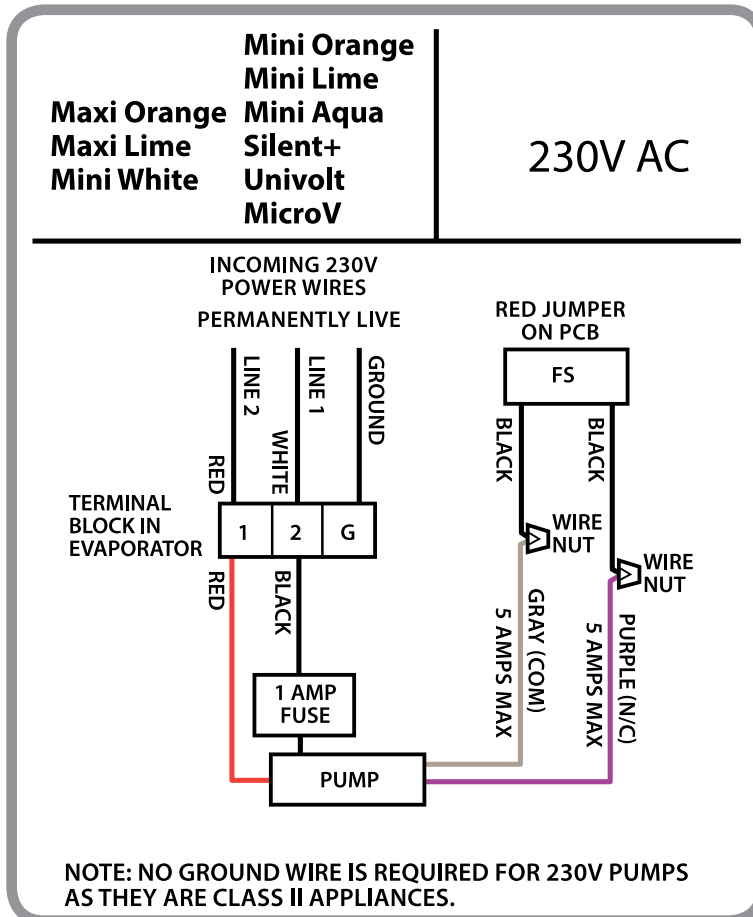 Maxi Orange
Maxi Lime
Mini White
Mini Orange
Mini Lime
Mini Aqua
Silent+
Univolt
MicroV
230V AC
INCOMING 230V
POWER WIRES
PERMANENTLY LIVE
LINE 2
LINE 1
GROUND
RED
WHITE
TERMINAL
BLOCK IN
EVAPORATOR
1
2
G
RED
BLACK
1 AMP
FUSE
PUMP
RED JUMPER
ON PCB
FS
BLACK
BLACK
WIRE
NUT
WIRE
NUT
GRAY (COM)
5 AMPS MAX
PURPLE (N/C)
5 AMPS MAX
NOTE: NO GROUND WIRE IS REQUIRED FOR 230V PUMPS
AS THEY ARE CLASS II APPLIANCES.